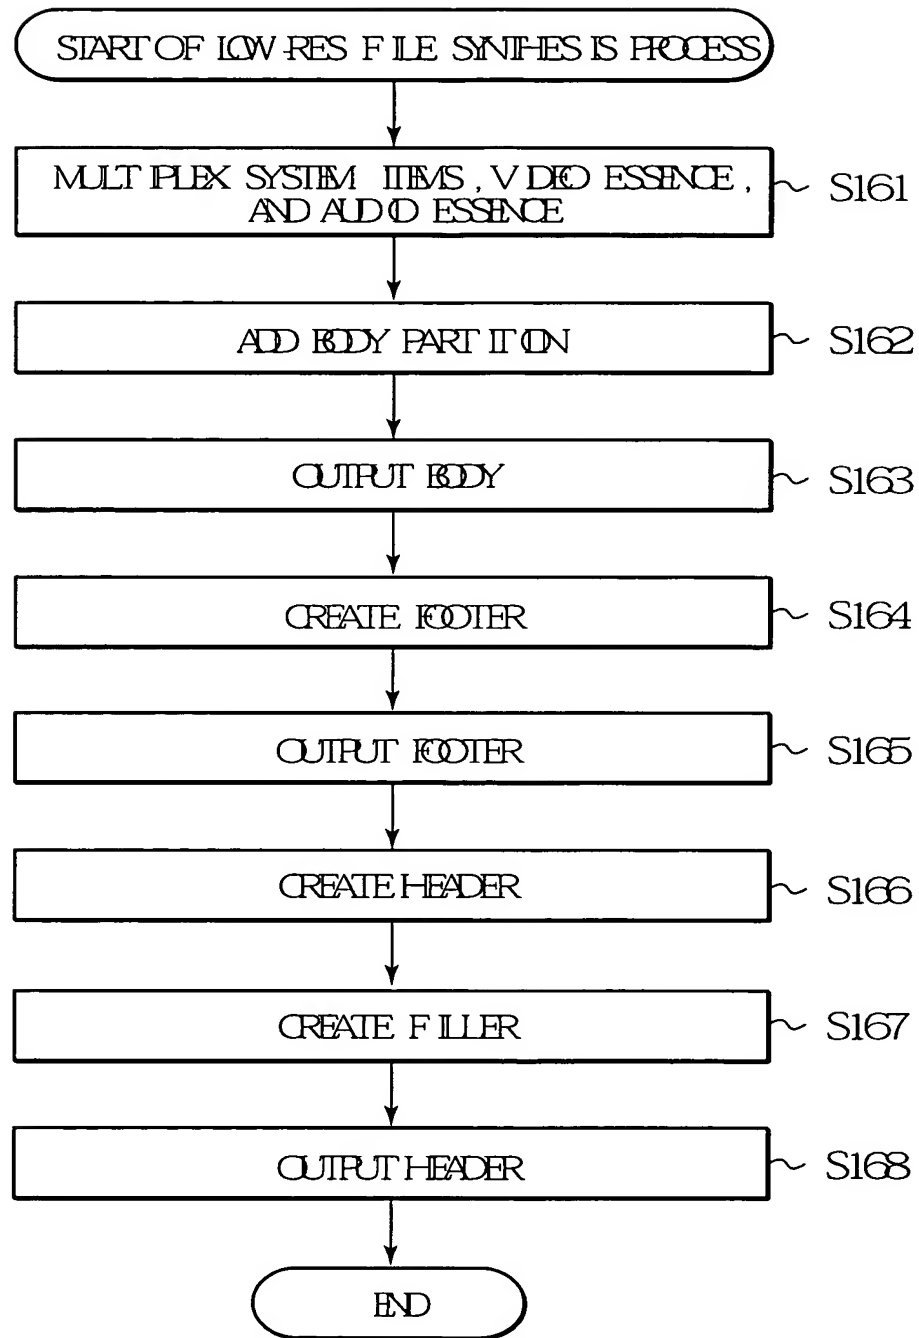 START OF LOW-RES FILE SYNTHESIS PROCESS
MULTIPLEX SYSTEM ITEMS, VIDEO ESSENCE,
AND AUDIO ESSENCE
S161
ADD BODY PARTITION
S162
OUTPUT BODY
S163
CREATE FOOTER
S164
OUTPUT FOOTER
S165
CREATE HEADER
S166
CREATE FILLER
S167
OUTPUT HEADER
S168
END